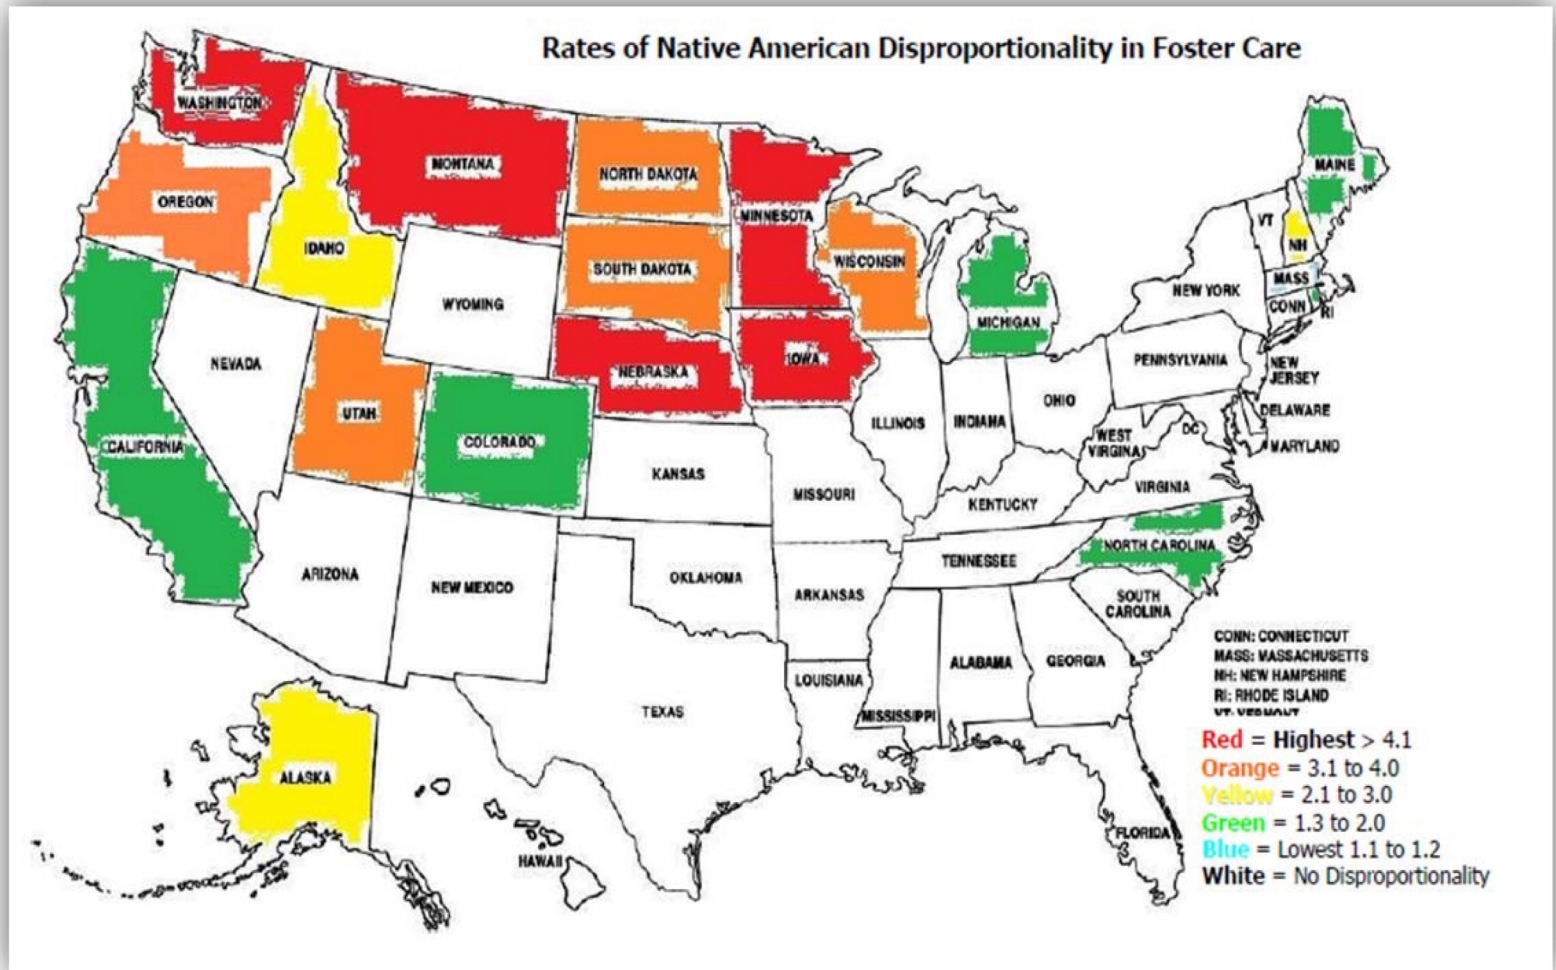 Rates of Native American Disproportionality in Foster Care
WASHINGTON
MONTANA
NORTH DAKOTA
MINNESOTA
MAINE
OREGON
IDAHO
SOUTH DAKOTA
WISCONSIN
VT
NH
MASS
NEW YORK
CONN
RI
WYOMING
MICHIGAN
NEVADA
NEBRASKA
IOWA
PENNSYLVANIA
NEW
JERSEY
UTAH
COLORADO
ILLINOIS
INDIANA
OHIO
DELAWARE
CALIFORNIA
WEST
VIRGINIA
DC
MARYLAND
KANSAS
MISSOURI
KENTUCKY
VIRGINIA
ARIZONA
NEW MEXICO
OKLAHOMA
ARKANSAS
TENNESSEE
NORTH CAROLINA
SOUTH
CAROLINA
TEXAS
LOUISIANA
MISSISSIPPI
ALABAMA
GEORGIA
ALASKA
HAWAII
FLORIDA
CONN: CONNECTICUT
MASS: MASSACHUSETTS
NH: NEW HAMPSHIRE
RI: RHODE ISLAND
VT: VERMONT
Red = Highest > 4.1
Orange = 3.1 to 4.0
Yellow = 2.1 to 3.0
Green = 1.3 to 2.0
Blue = Lowest 1.1 to 1.2
White = No Disproportionality